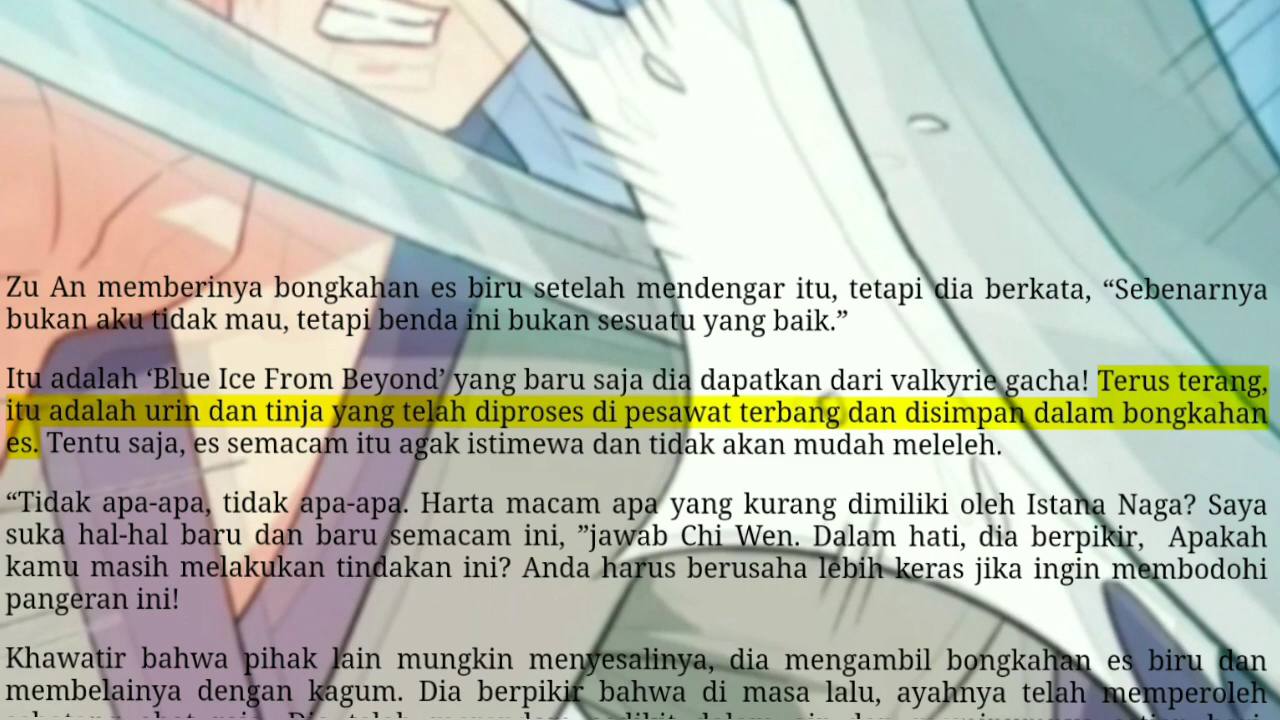 Zu An memberinya bongkahan es biru setelah mendengar itu, tetapi dia berkata, “Sebenarnya
bukan aku tidak mau, tetapi benda ini bukan sesuatu yang baik.”
Itu adalah ‘Blue Ice From Beyond’ yang baru saja dia dapatkan dari valkyrie gacha! Terus terang,
itu adalah urin dan tinja yang telah diproses di pesawat terbang dan disimpan dalam bongkahan
es. Tentu saja, es semacam itu agak istimewa dan tidak akan mudah meleleh.
“Tidak apa-apa, tidak apa-apa. Harta macam apa yang kurang dimiliki oleh Istana Naga? Saya
suka hal-hal baru dan baru semacam ini, ”jawab Chi Wen. Dalam hati, dia berpikir, Apakah
kamu masih melakukan tindakan ini? Anda harus berusaha lebih keras jika ingin membodohi
pangeran ini!
Khawatir bahwa pihak lain mungkin menyesalinya, dia mengambil bongkahan es biru dan
membelainya dengan kagum. Dia berpikir bahwa di masa lalu, ayahnya telah memperoleh